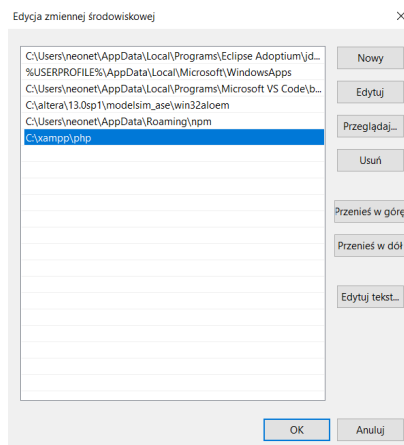 Edycja zmiennej środowiskowej
C:\Users\neonet\AppData\Local\Programs\Eclipse Adoptium\jd...
%USERPROFILE%\AppData\Local\Microsoft\WindowsApps
C:\Users\neonet\AppData\Local\Programs\Microsoft VS Code\b...
C:\altera\13.0sp1\modelsim_ase\win32aloem
C:\Users\neonet\AppData\Roaming\npm
C:\xampp\php
Nowy
Edytuj
Przeglądaj...
Usuń
Przenieś w górę
Przenieś w dół
Edytuj tekst...
OK
Anuluj